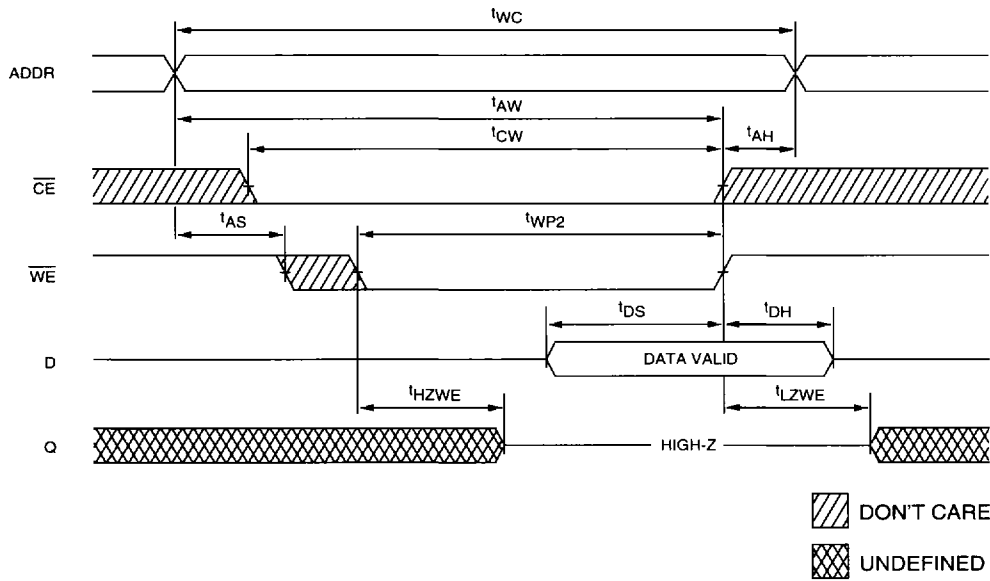 tWC
ADDR
tAW
tCW
tAH
CE
tAS
tWP2
WE
tDS
tDH
D
DATA VALID
tHZWE
tLZWE
Q
HIGH-Z
DON'T CARE
UNDEFINED